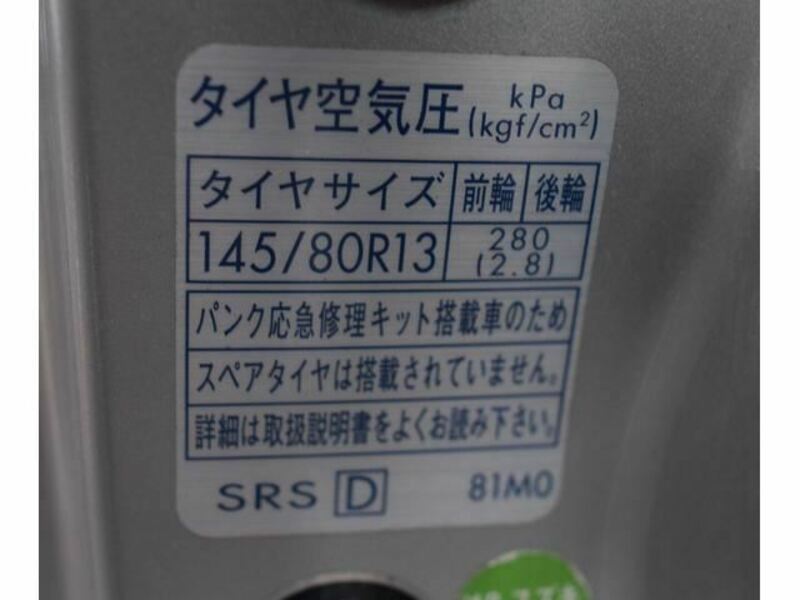 タイヤ空気圧 kPa (kgf/cm²)
タイヤサイズ 前輪 後輪
145/80R13 280 (2.8)
パンク応急修理キット搭載車のため
スペアタイヤは搭載されていません。
詳細は取扱説明書をよくお読み下さい。
SRS D 81M0